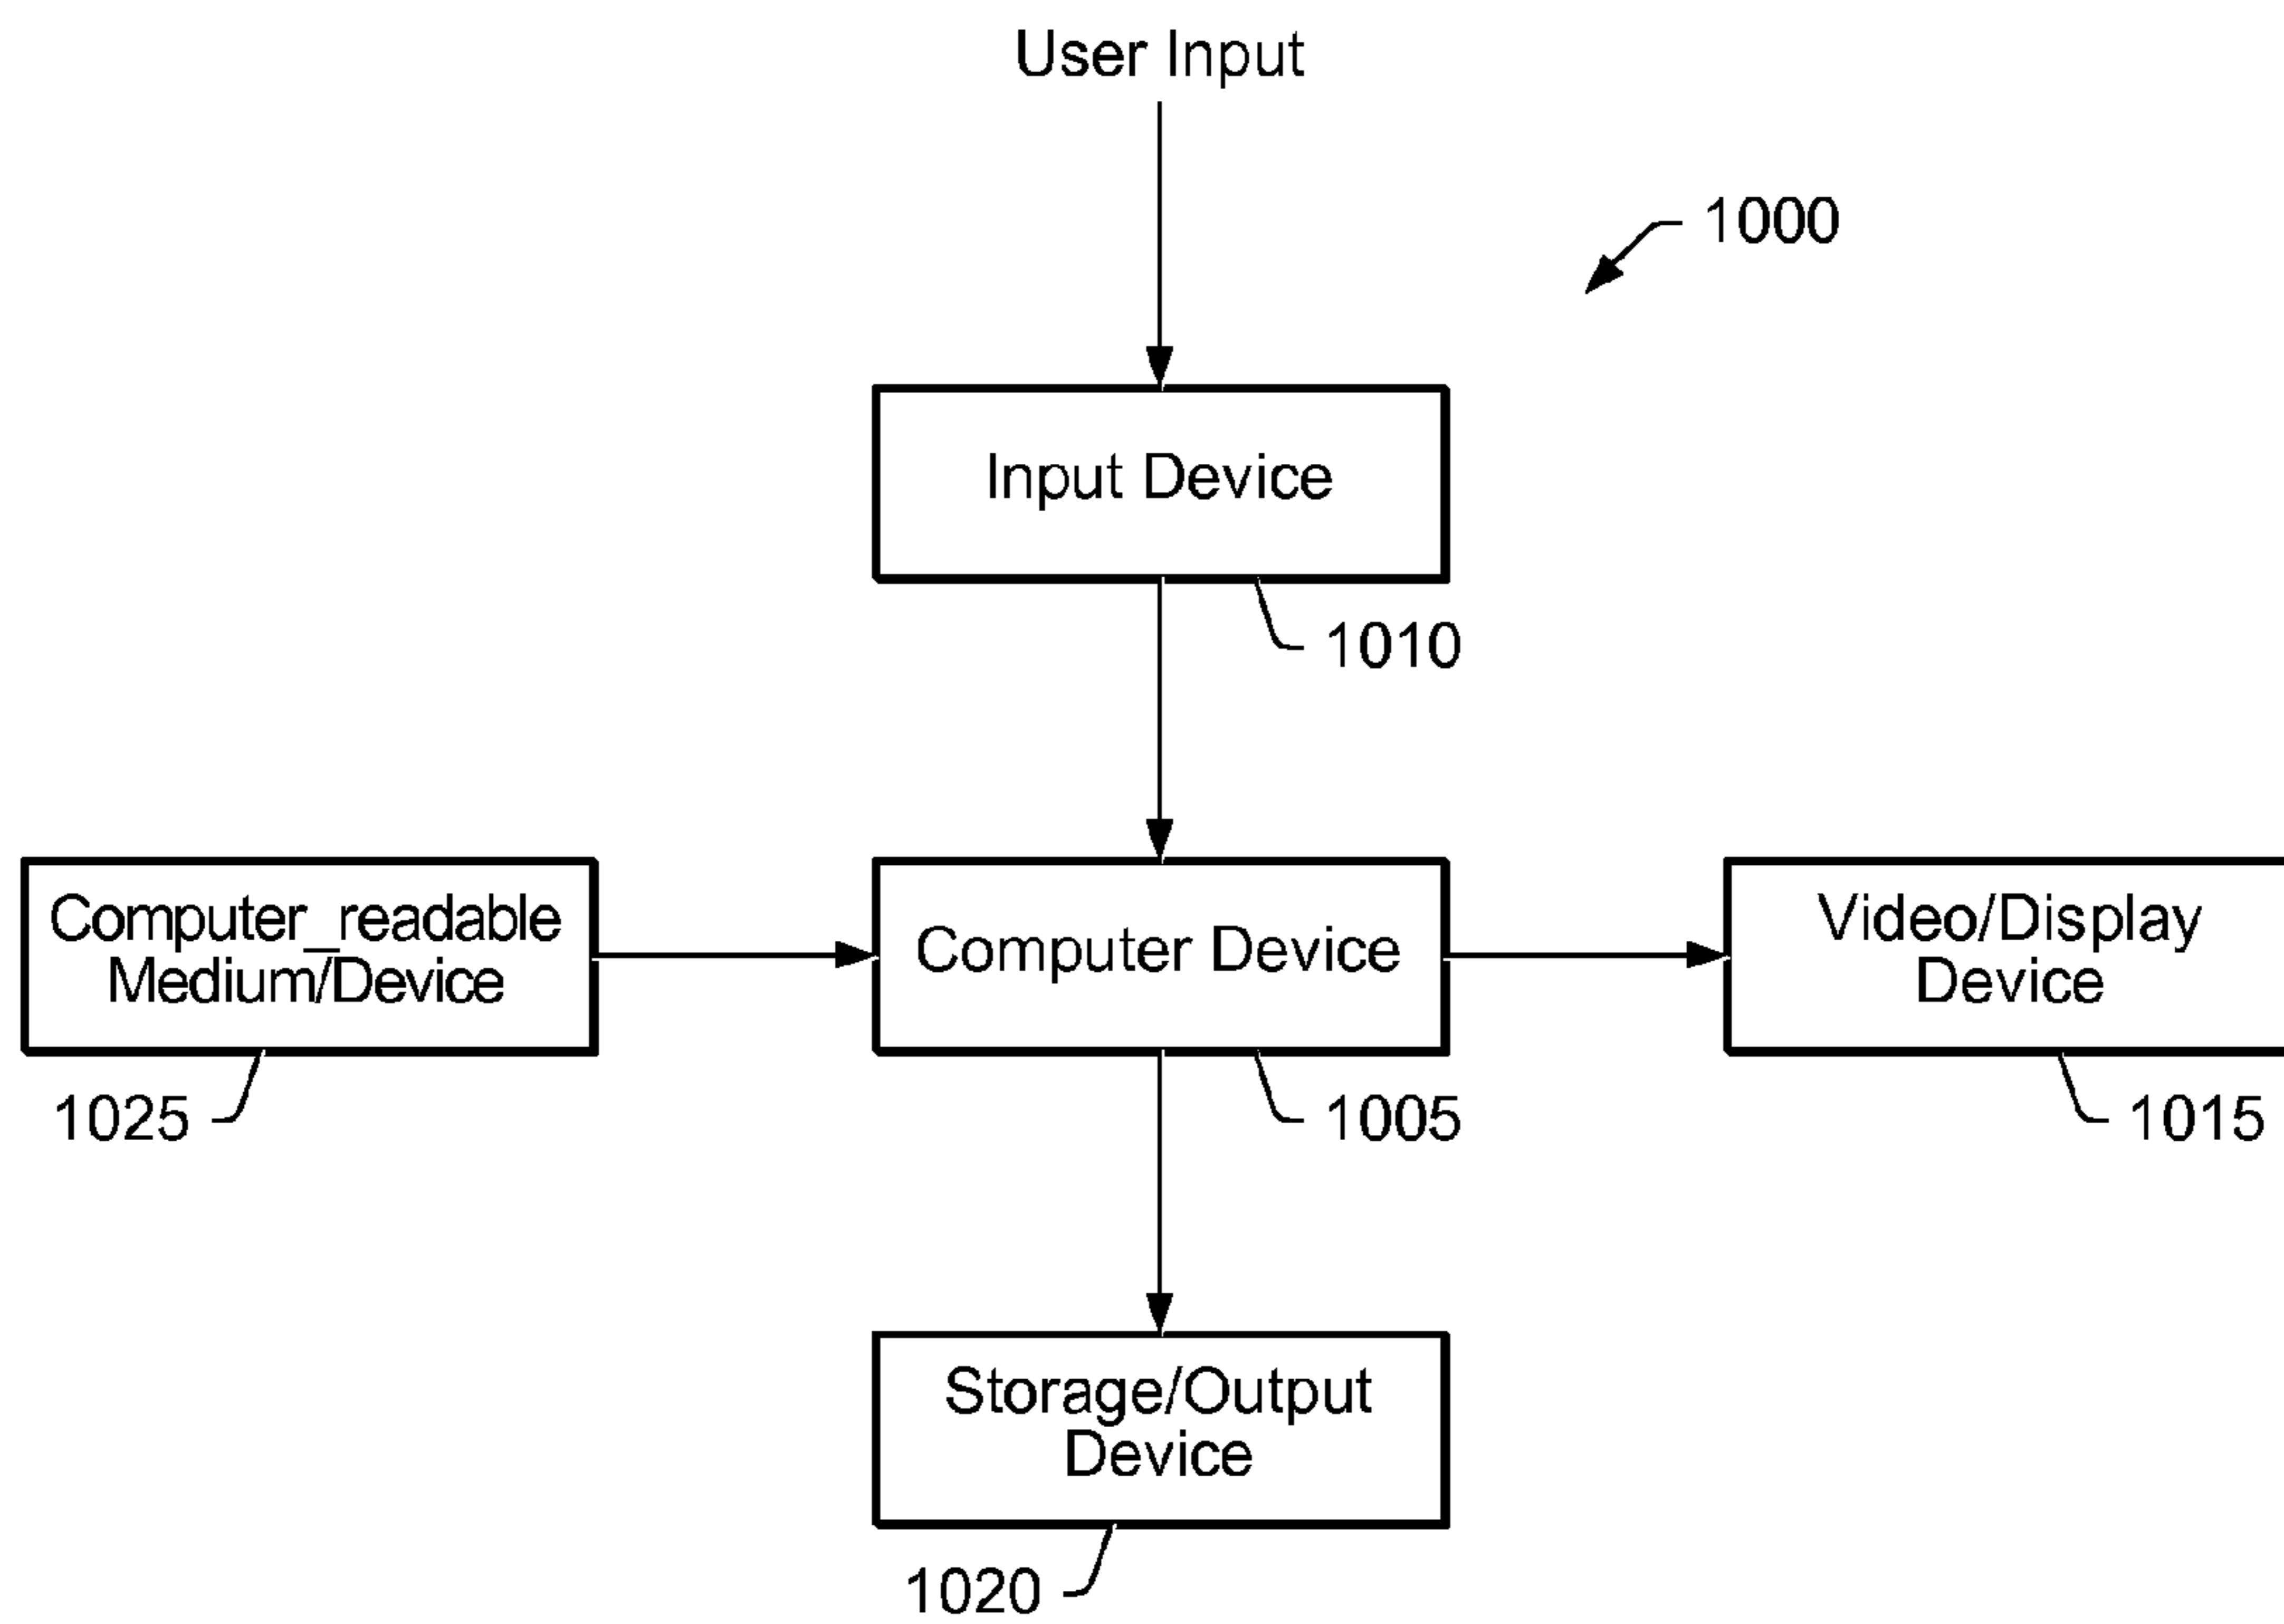 User Input
1000
Input Device
1010
Computer_readable
Medium/Device
1025
Computer Device
1005
Video/Display
Device
1015
Storage/Output
Device
1020